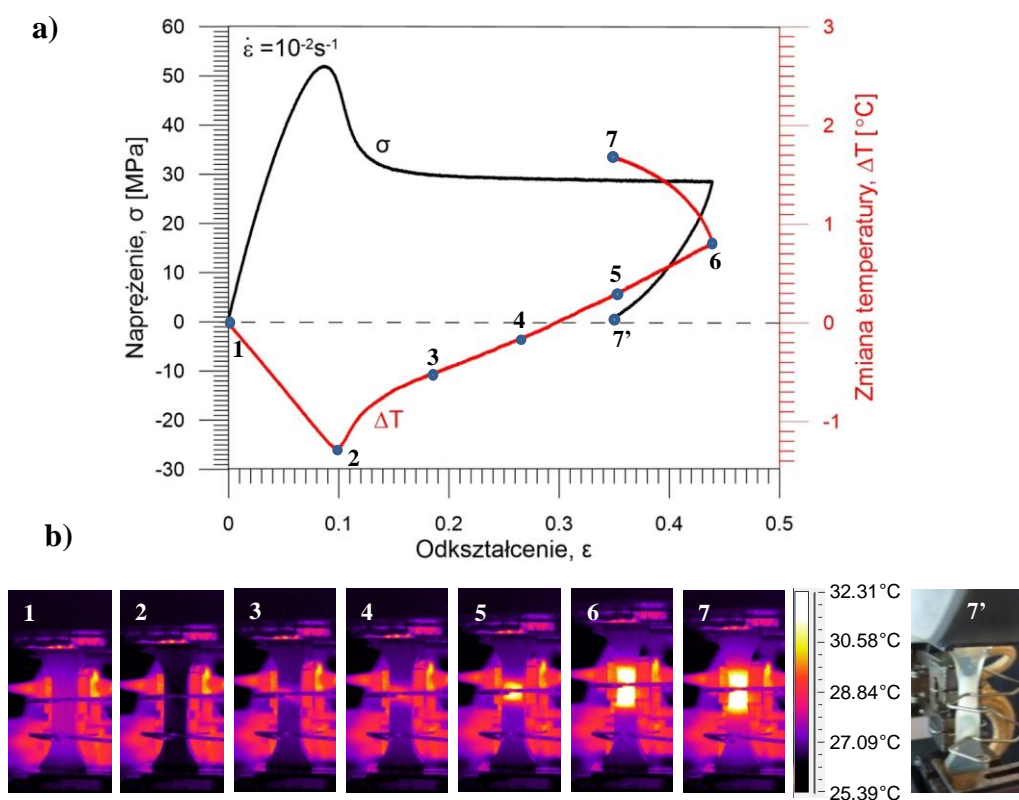 a)
ε̇ =10⁻²s⁻¹
Naprężenie, σ [MPa]
60
50
40
30
20
10
0
-10
-20
-30
Zmiana temperatury, ΔT [°C]
3
2
1
0
-1
σ
ΔT
1
2
3
4
5
6
7
7’
0
0.1
0.2
0.3
0.4
0.5
Odkształcenie, ε
b)
1
2
3
4
5
6
7
32.31°C
30.58°C
28.84°C
27.09°C
25.39°C
7’